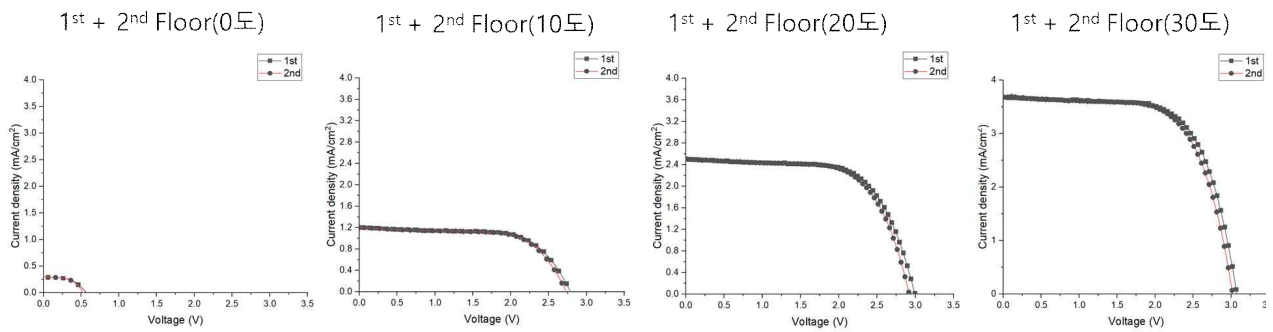 1st + 2nd Floor(0도)
1st
2nd
Current density (mA/cm2)
4.0
3.5
3.0
2.5
2.0
1.5
1.0
0.5
0.0
0.0 0.5 1.0 1.5 2.0 2.5 3.0 3.5
Voltage (V)
1st + 2nd Floor(10도)
1st
2nd
Current density (mA/cm2)
4.0
3.6
3.2
2.8
2.4
2.0
1.6
1.2
0.8
0.4
0.0
0.0 0.5 1.0 1.5 2.0 2.5 3.0 3.5
Voltage (V)
1st + 2nd Floor(20도)
1st
2nd
Current density (mA/cm2)
4.0
3.6
3.2
2.8
2.4
2.0
1.6
1.2
0.8
0.4
0.0
0.0 0.5 1.0 1.5 2.0 2.5 3.0 3.5
Voltage (V)
1st + 2nd Floor(30도)
1st
2nd
Current density (mA/cm2)
4
3
2
1
0
0.0 0.5 1.0 1.5 2.0 2.5 3.0
Voltage (V)